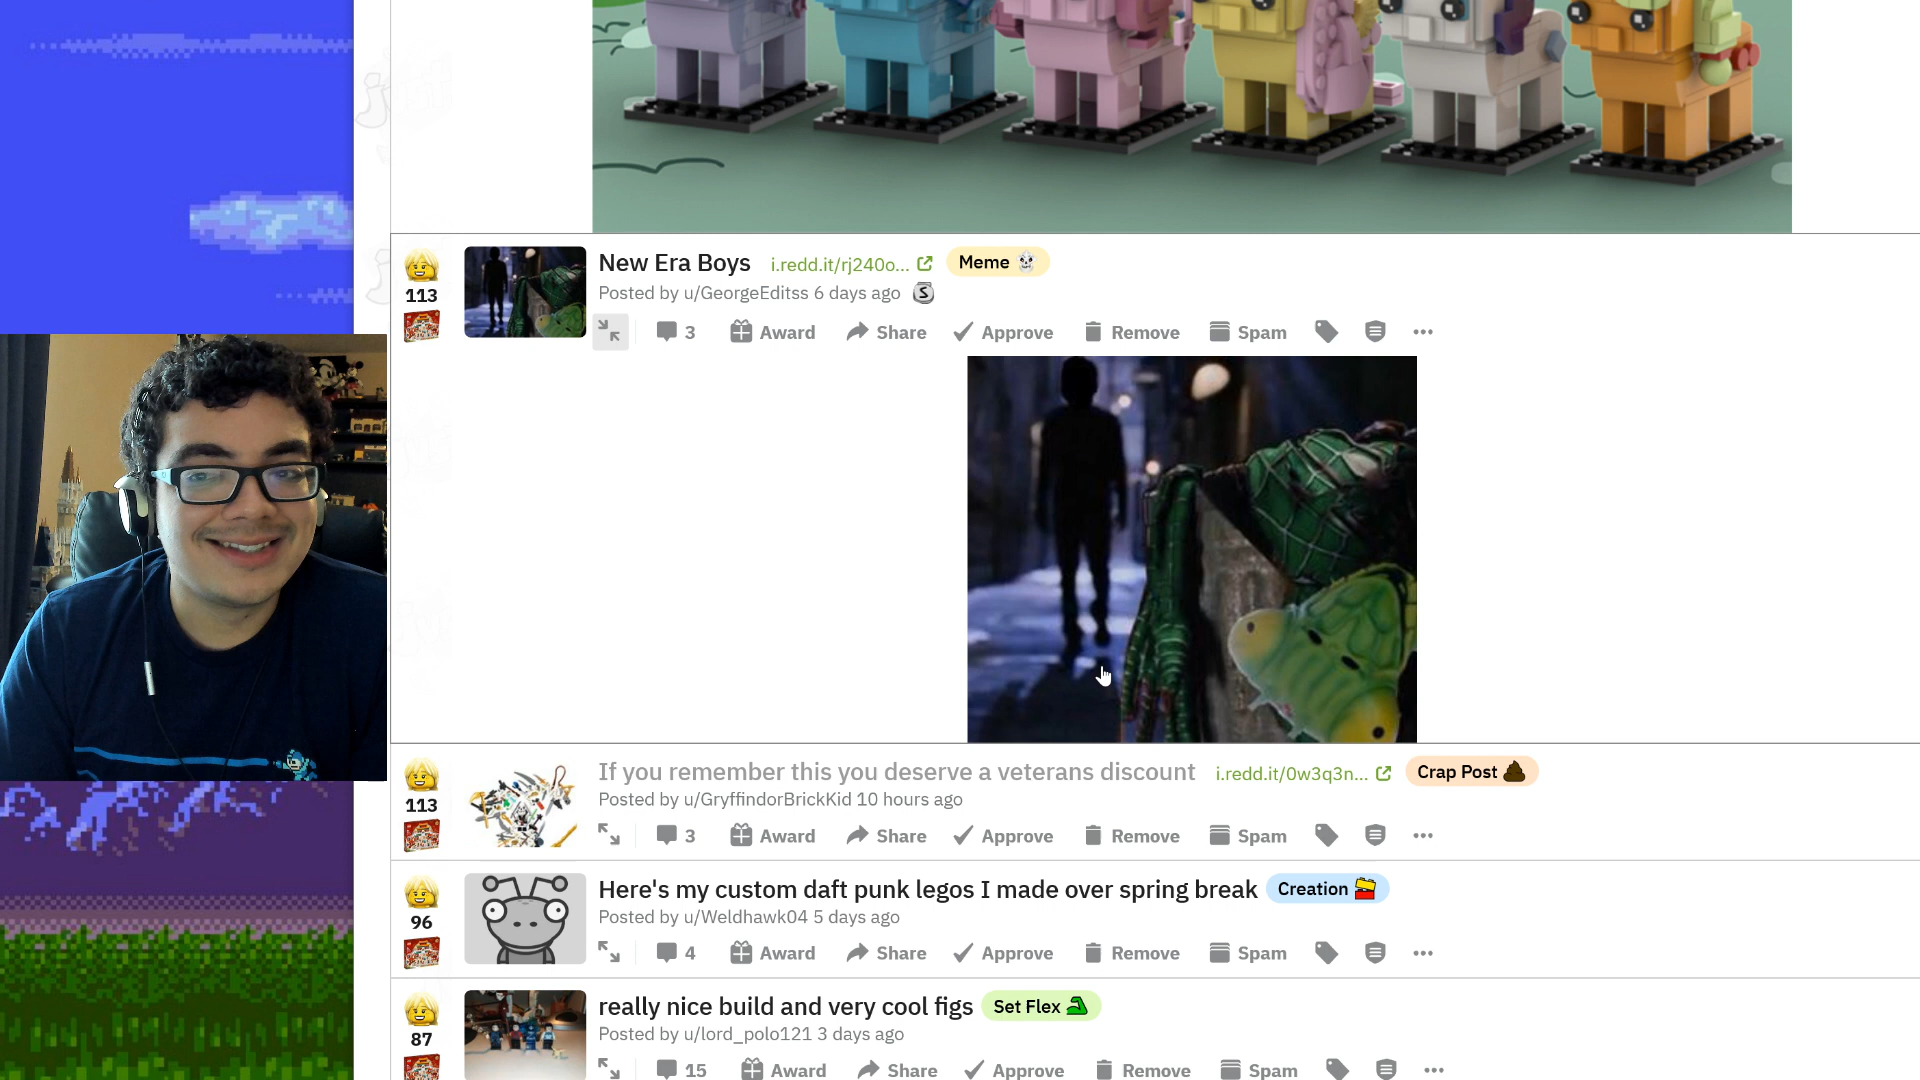 New Era Boys i.redd.it/rj240o... Meme
Posted by u/GeorgeEditss 6 days ago S
113
3 Award Share Approve Remove Spam
If you remember this you deserve a veterans discount i.redd.it/0w3q3n... Crap Post
Posted by u/GryffindorBrickKid 10 hours ago
113
3 Award Share Approve Remove Spam
Here's my custom daft punk legos I made over spring break Creation
Posted by u/Weldhawk04 5 days ago
96
4 Award Share Approve Remove Spam
really nice build and very cool figs Set Flex
Posted by u/lord_polo121 3 days ago
87
15 Award Share Approve Remove Spam